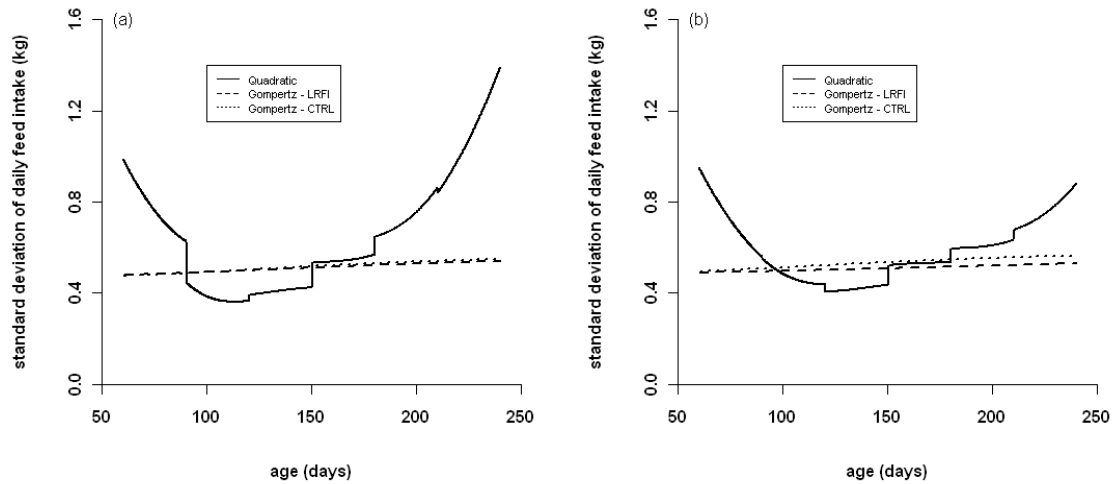 (a)
standard deviation of daily feed intake (kg)
1.6
1.2
0.8
0.4
0.0
Quadratic
Gompertz - LRFI
Gompertz - CTRL
50 100 150 200 250
age (days)
(b)
standard deviation of daily feed intake (kg)
1.6
1.2
0.8
0.4
0.0
Quadratic
Gompertz - LRFI
Gompertz - CTRL
50 100 150 200 250
age (days)